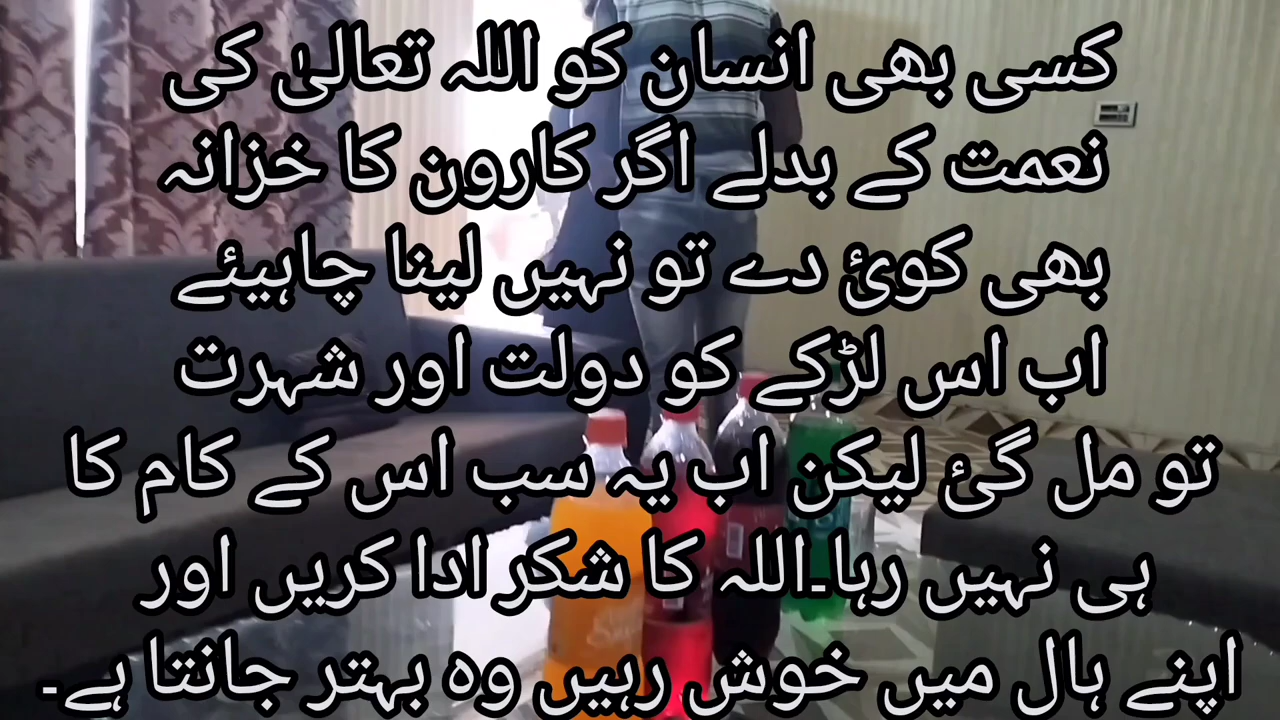 کسی بھی انسان کو اللہ تعالیٰ کی
نعمت کے بدلے اگر کارون کا خزانہ
بھی کوئ دے تو نہیں لینا چاہیئے
اب اس لڑکے کو دولت اور شہرت
تو مل گئ لیکن اب یہ سب اس کے کام کا
ہی نہیں رہا۔اللہ کا شکر ادا کریں اور
اپنے ہال میں خوش رہیں وہ بہتر جانتا ہے۔